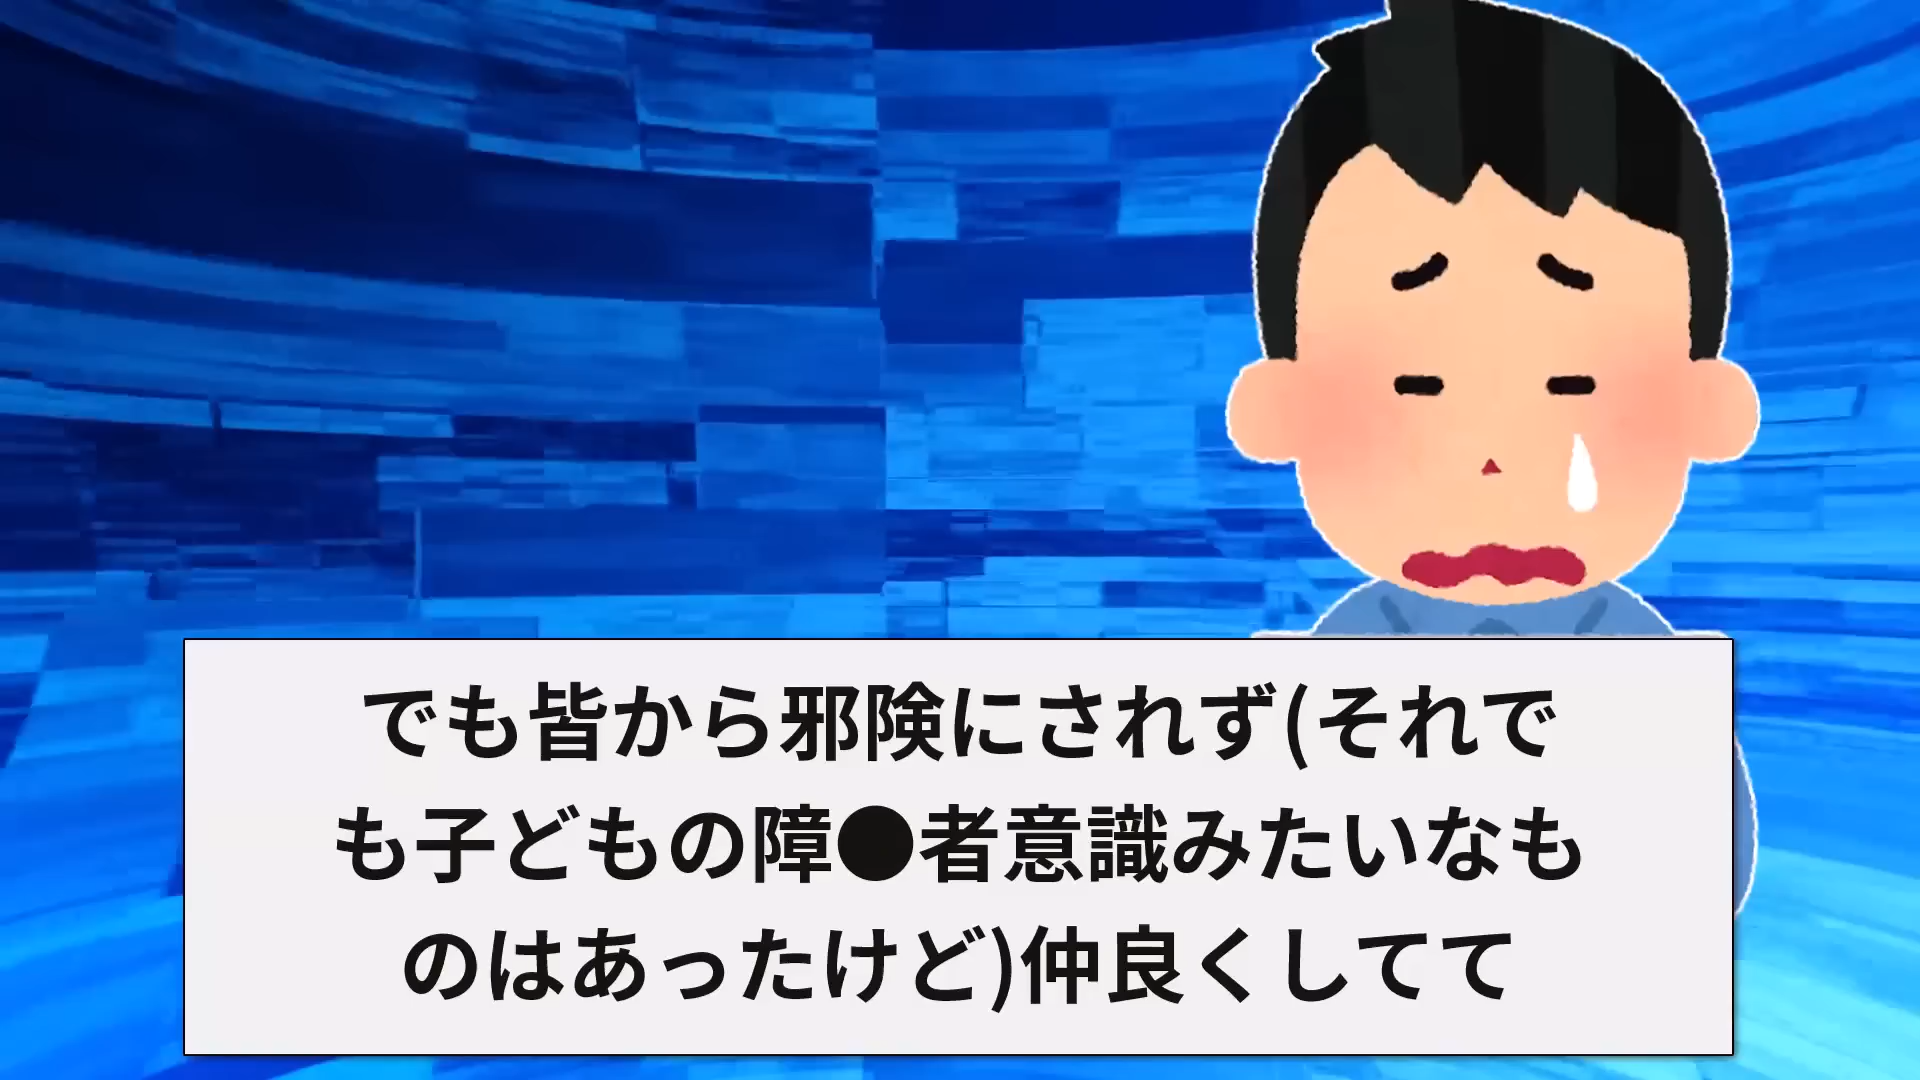 でも皆から邪険にされず(それで
も子どもの障●者意識みたいなも
のはあったけど)仲良くしてて